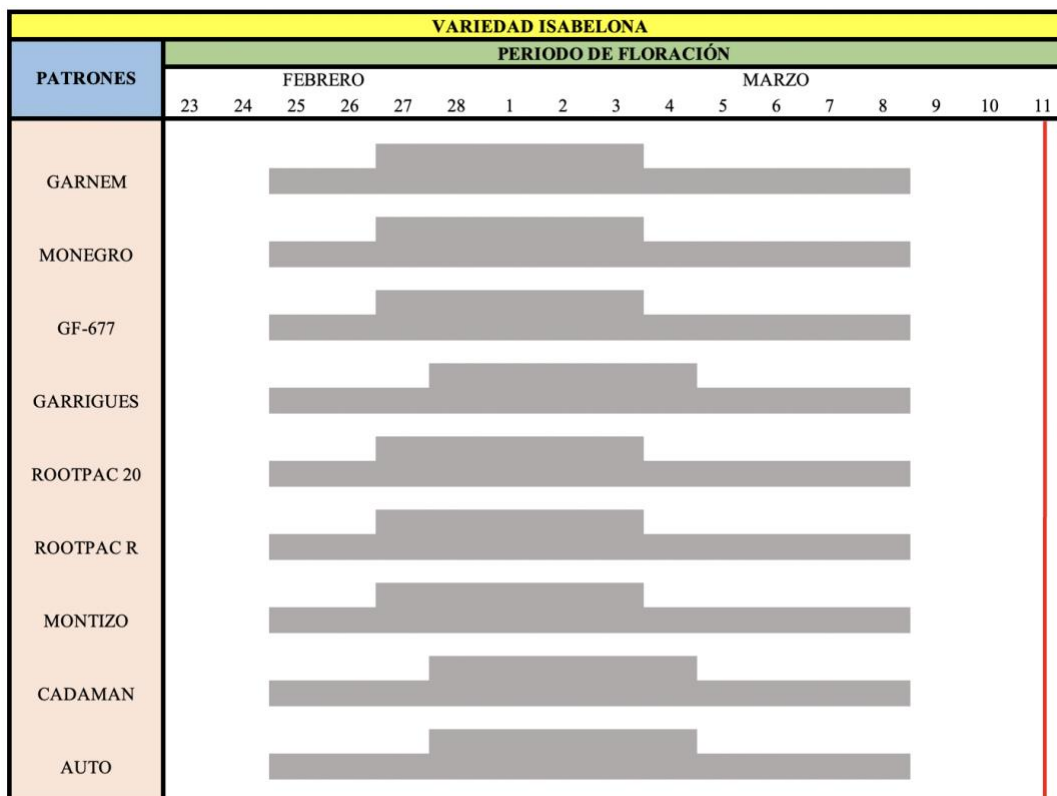 VARIEDAD ISABELONA
PATRONES
PERIODO DE FLORACIÓN
FEBRERO MARZO
23 24 25 26 27 28 1 2 3 4 5 6 7 8 9 10 11
GARNEM
MONEGRO
GF-677
GARRIGUES
ROOTPAC 20
ROOTPAC R
MONTIZO
CADAMAN
AUTO